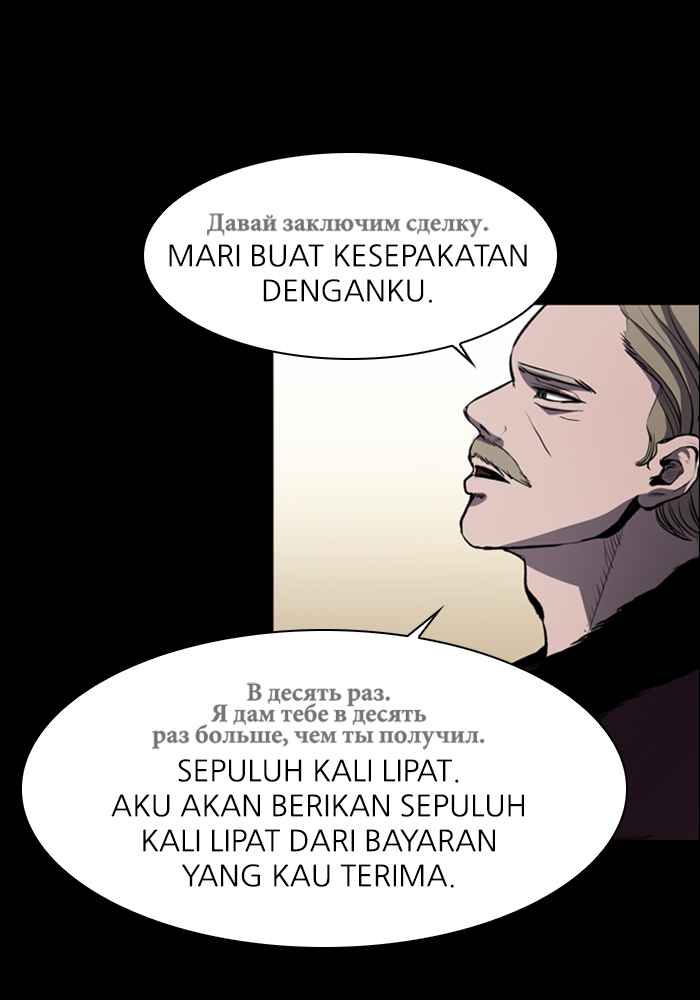 Давай заключим сделку.
MARI BUAT KESEPAKATAN
DENGANKU.
В десять раз.
Я дам тебе в десять
раз больше, чем ты получил.
SEPULUH KALI LIPAT.
AKU AKAN BERIKAN SEPULUH
KALI LIPAT DARI BAYARAN
YANG KAU TERIMA.